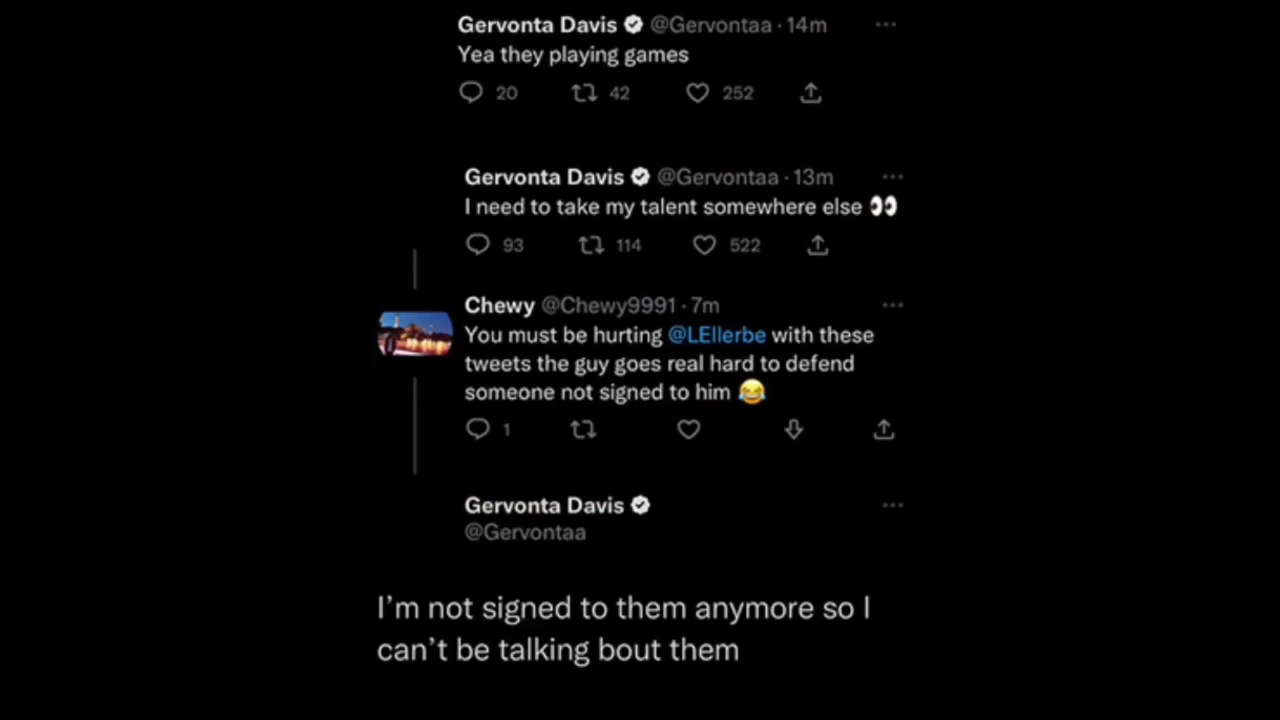 Gervonta Davis @Gervontaa · 14m
Yea they playing games
20 42 252
Gervonta Davis @Gervontaa · 13m
I need to take my talent somewhere else 👀
93 114 522
Chewy @Chewy9991 · 7m
You must be hurting @LEllerbe with these
tweets the guy goes real hard to defend
someone not signed to him 😂
1
Gervonta Davis
@Gervontaa
I'm not signed to them anymore so I
can't be talking bout them